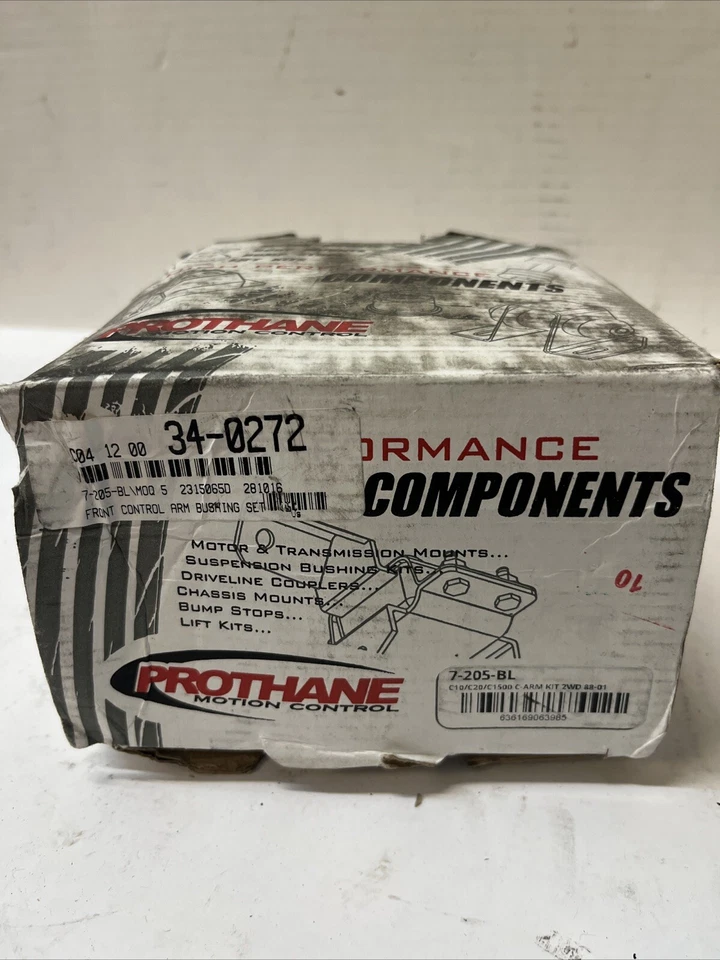 PERFORMANCE
COMPONENTS
PROTHANE
MOTION CONTROL
C04 12 00 34-0272
7-205-BL\MOQ 5 2315065D 281016
FRONT CONTROL ARM BUSHING SET
ORMANCE
COMPONENTS
MOTOR & TRANSMISSION MOUNTS...
SUSPENSION BUSHING KITS...
DRIVELINE COUPLERS...
CHASSIS MOUNTS...
BUMP STOPS...
LIFT KITS...
10
PROTHANE
MOTION CONTROL
7-205-BL
C10/C20/C1500 C-ARM KIT 2WD 88-01
636169063985